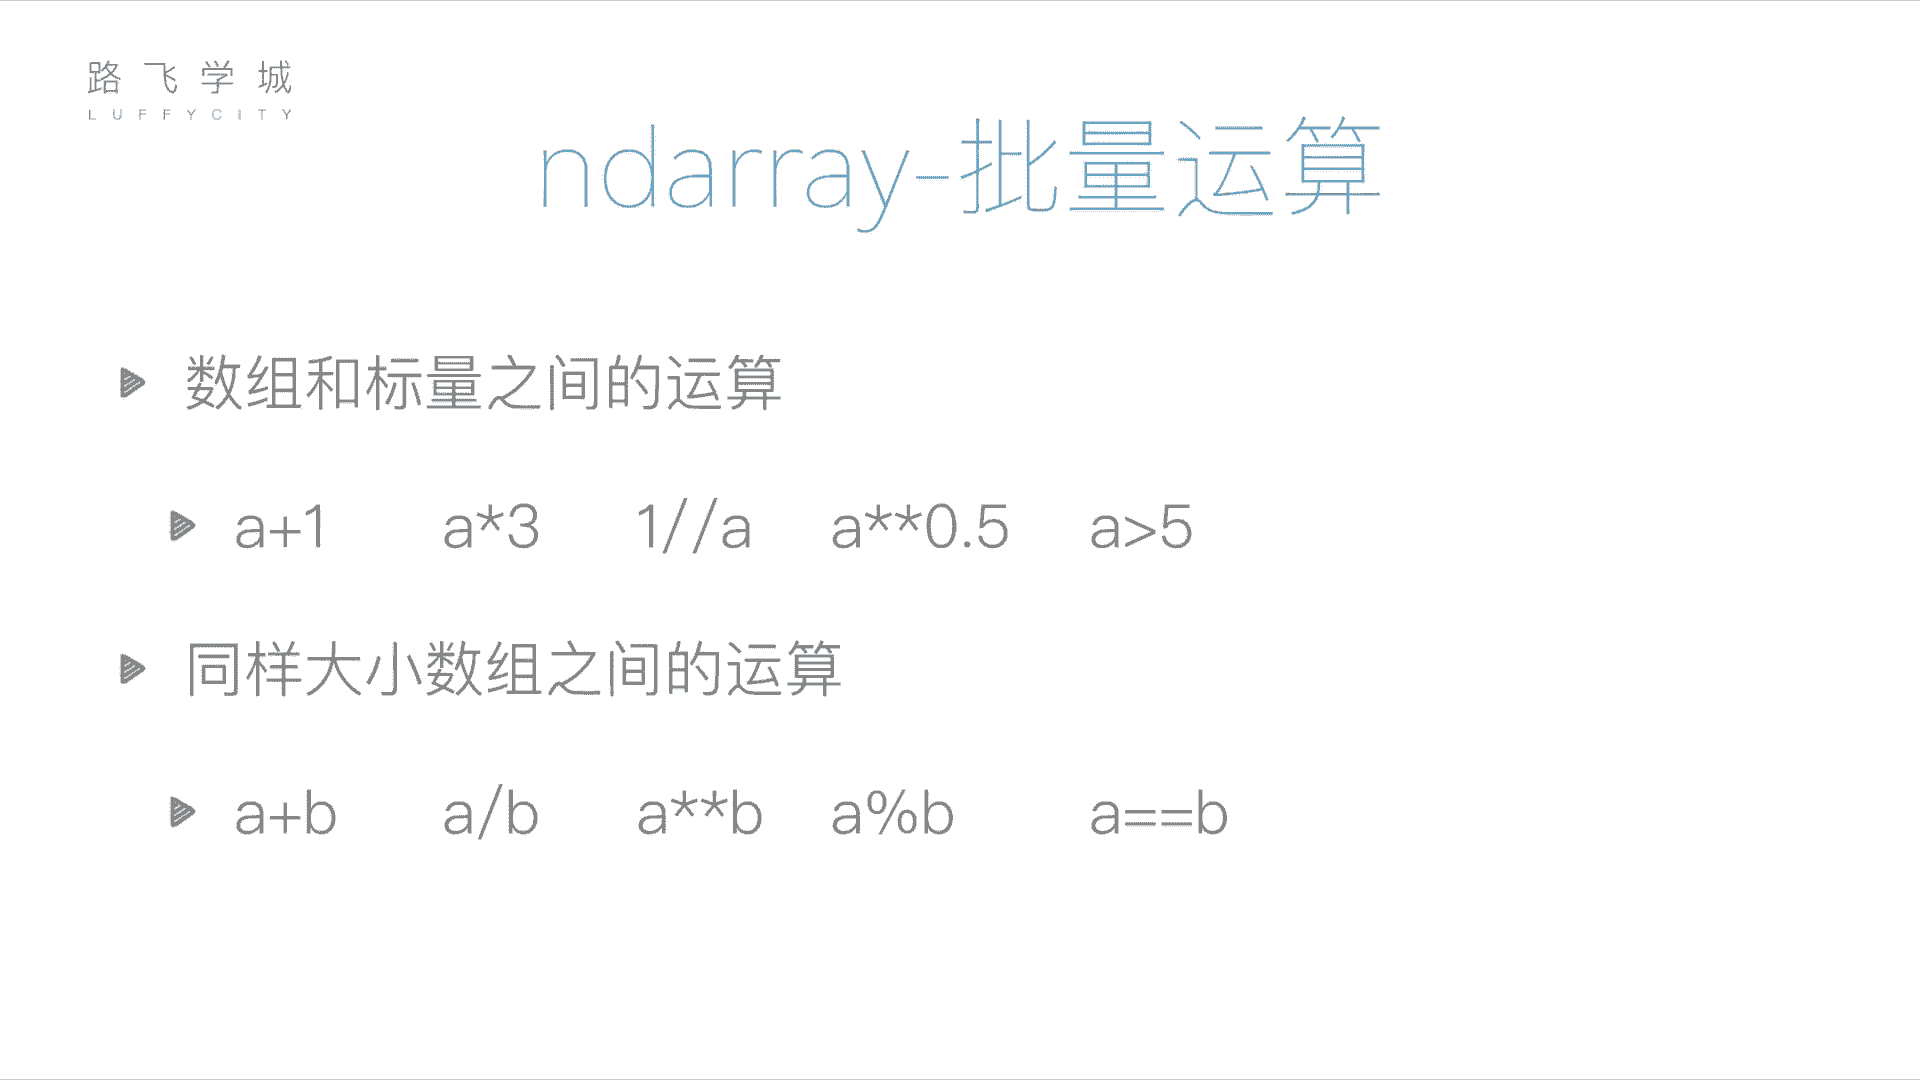 路飞学城
LUFFYCITY
ndarray-批量运算
数组和标量之间的运算
a+1 a*3 1//a a**0.5 a>5
同样大小数组之间的运算
a+b a/b a**b a%b a==b